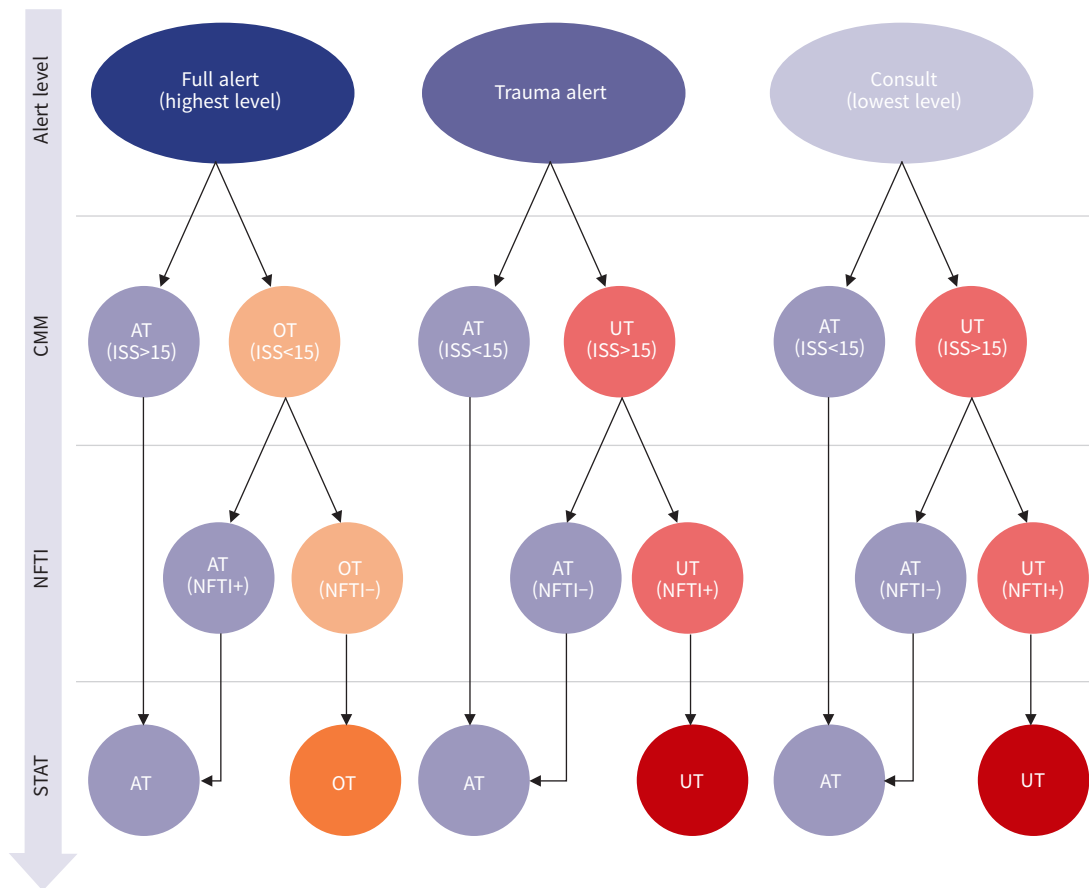 Alert level
Full alert
(highest level)
Trauma alert
Consult
(lowest level)
CMM
AT
(ISS>15)
OT
(ISS<15)
AT
(ISS<15)
UT
(ISS>15)
AT
(ISS<15)
UT
(ISS>15)
NFTI
AT
(NFTI+)
OT
(NFTI−)
AT
(NFTI−)
UT
(NFTI+)
AT
(NFTI−)
UT
(NFTI+)
STAT
AT
OT
AT
UT
AT
UT